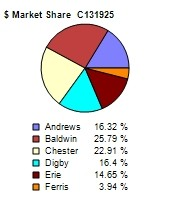 $ Market Share C131925
Andrews 16.32 %
Baldwin 25.79 %
Chester 22.91 %
Digby 16.4 %
Erie 14.65 %
Ferris 3.94 %